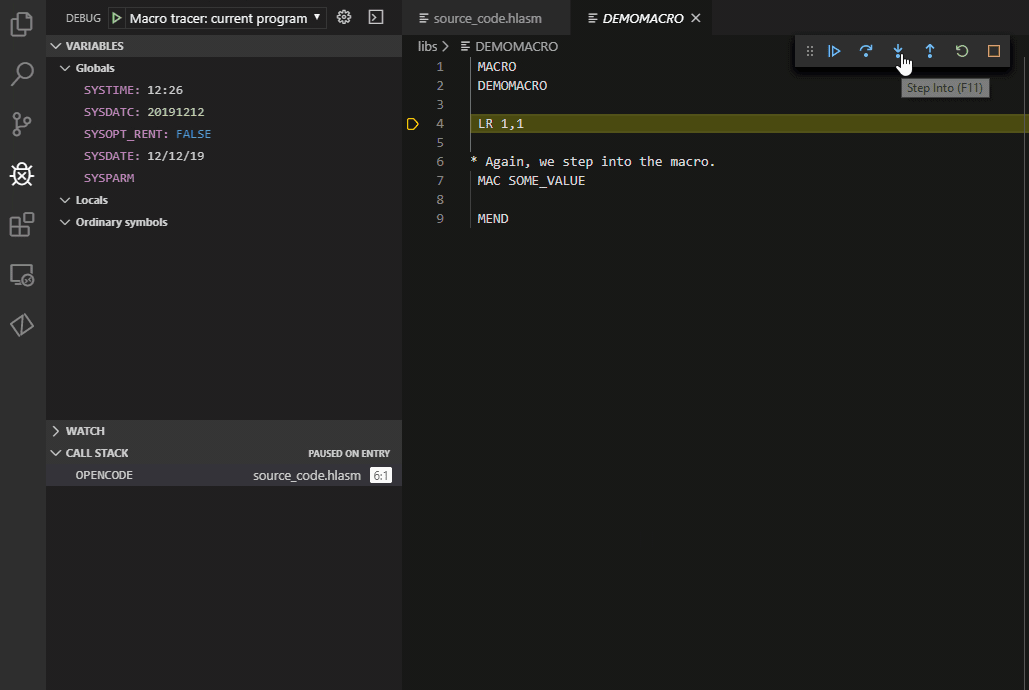 DEBUG Macro tracer: current program
VARIABLES
Globals
SYSTIME: 12:26
SYSDATC: 20191212
SYSOPT_RENT: FALSE
SYSDATE: 12/12/19
SYSPARM
Locals
Ordinary symbols
WATCH
CALL STACK PAUSED ON ENTRY
OPENCODE source_code.hlasm 6:1
source_code.hlasm DEMOMACRO
libs DEMOMACRO
Step Into (F11)
1 MACRO
2 DEMOMACRO
3
4 LR 1,1
5
6 * Again, we step into the macro.
7 MAC SOME_VALUE
8
9 MEND